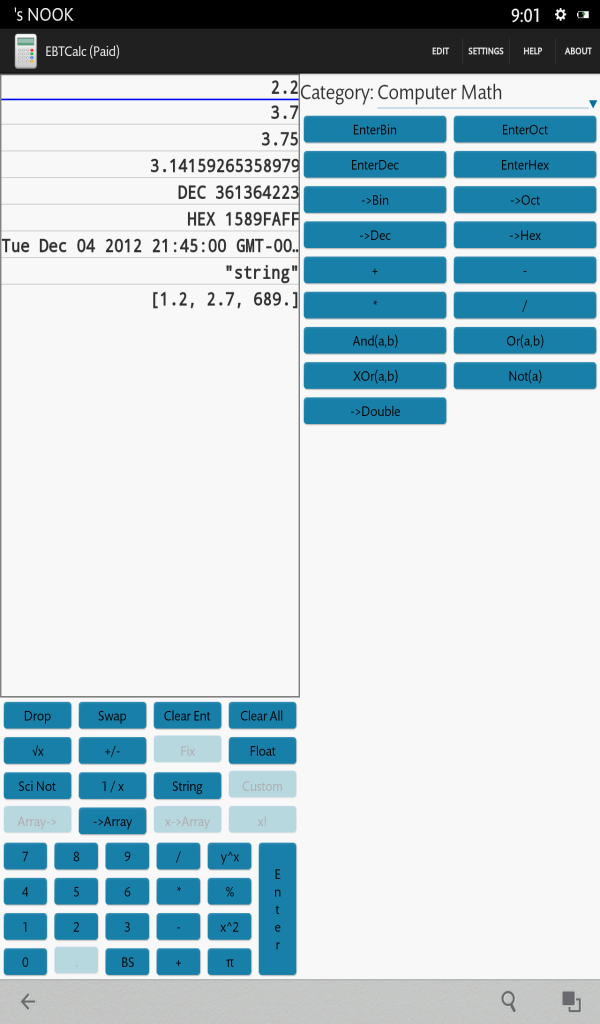 's NOOK 9:01
EBTCalc (Paid) EDIT SETTINGS HELP ABOUT
2.2
3.7
3.75
3.14159265358979
DEC 361364223
HEX 1589FAFF
Tue Dec 04 2012 21:45:00 GMT-00…
"string"
[1.2, 2.7, 689.]
Category: Computer Math
EnterBin EnterOct
EnterDec EnterHex
->Bin ->Oct
->Dec ->Hex
+ -
* /
And(a,b) Or(a,b)
XOr(a,b) Not(a)
->Double
Drop Swap Clear Ent Clear All
√x +/- Fix Float
Sci Not 1 / x String Custom
Array-> ->Array x->Array x!
7 8 9 / y^x
4 5 6 * %
1 2 3 - x^2
0 . BS + π
Enter